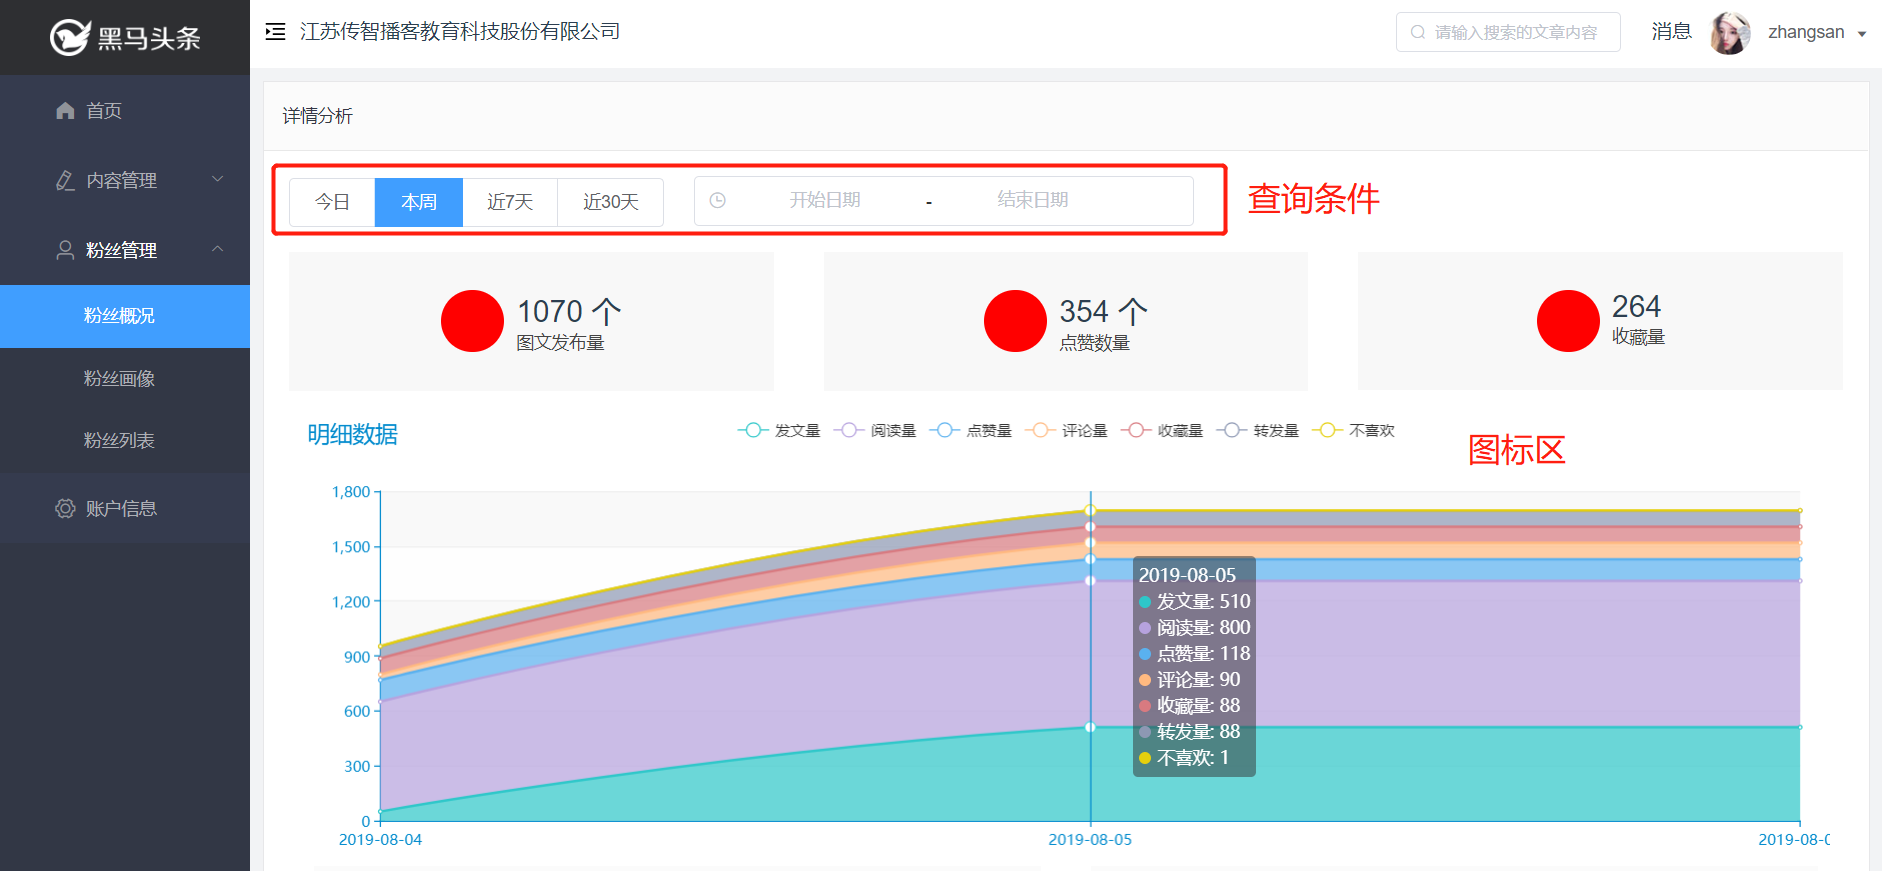 黑马头条
江苏传智播客教育科技股份有限公司
请输入搜索的文章内容
消息
zhangsan
首页
内容管理
粉丝管理
粉丝概况
粉丝画像
粉丝列表
账户信息
详情分析
今日
本周
近7天
近30天
开始日期 - 结束日期
查询条件
1070 个
图文发布量
354 个
点赞数量
264
收藏量
明细数据
发文量 阅读量 点赞量 评论量 收藏量 转发量 不喜欢
图标区
1,800
1,500
1,200
900
600
300
0
2019-08-05
发文量: 510
阅读量: 800
点赞量: 118
评论量: 90
收藏量: 88
转发量: 88
不喜欢: 1
2019-08-04
2019-08-05
2019-08-